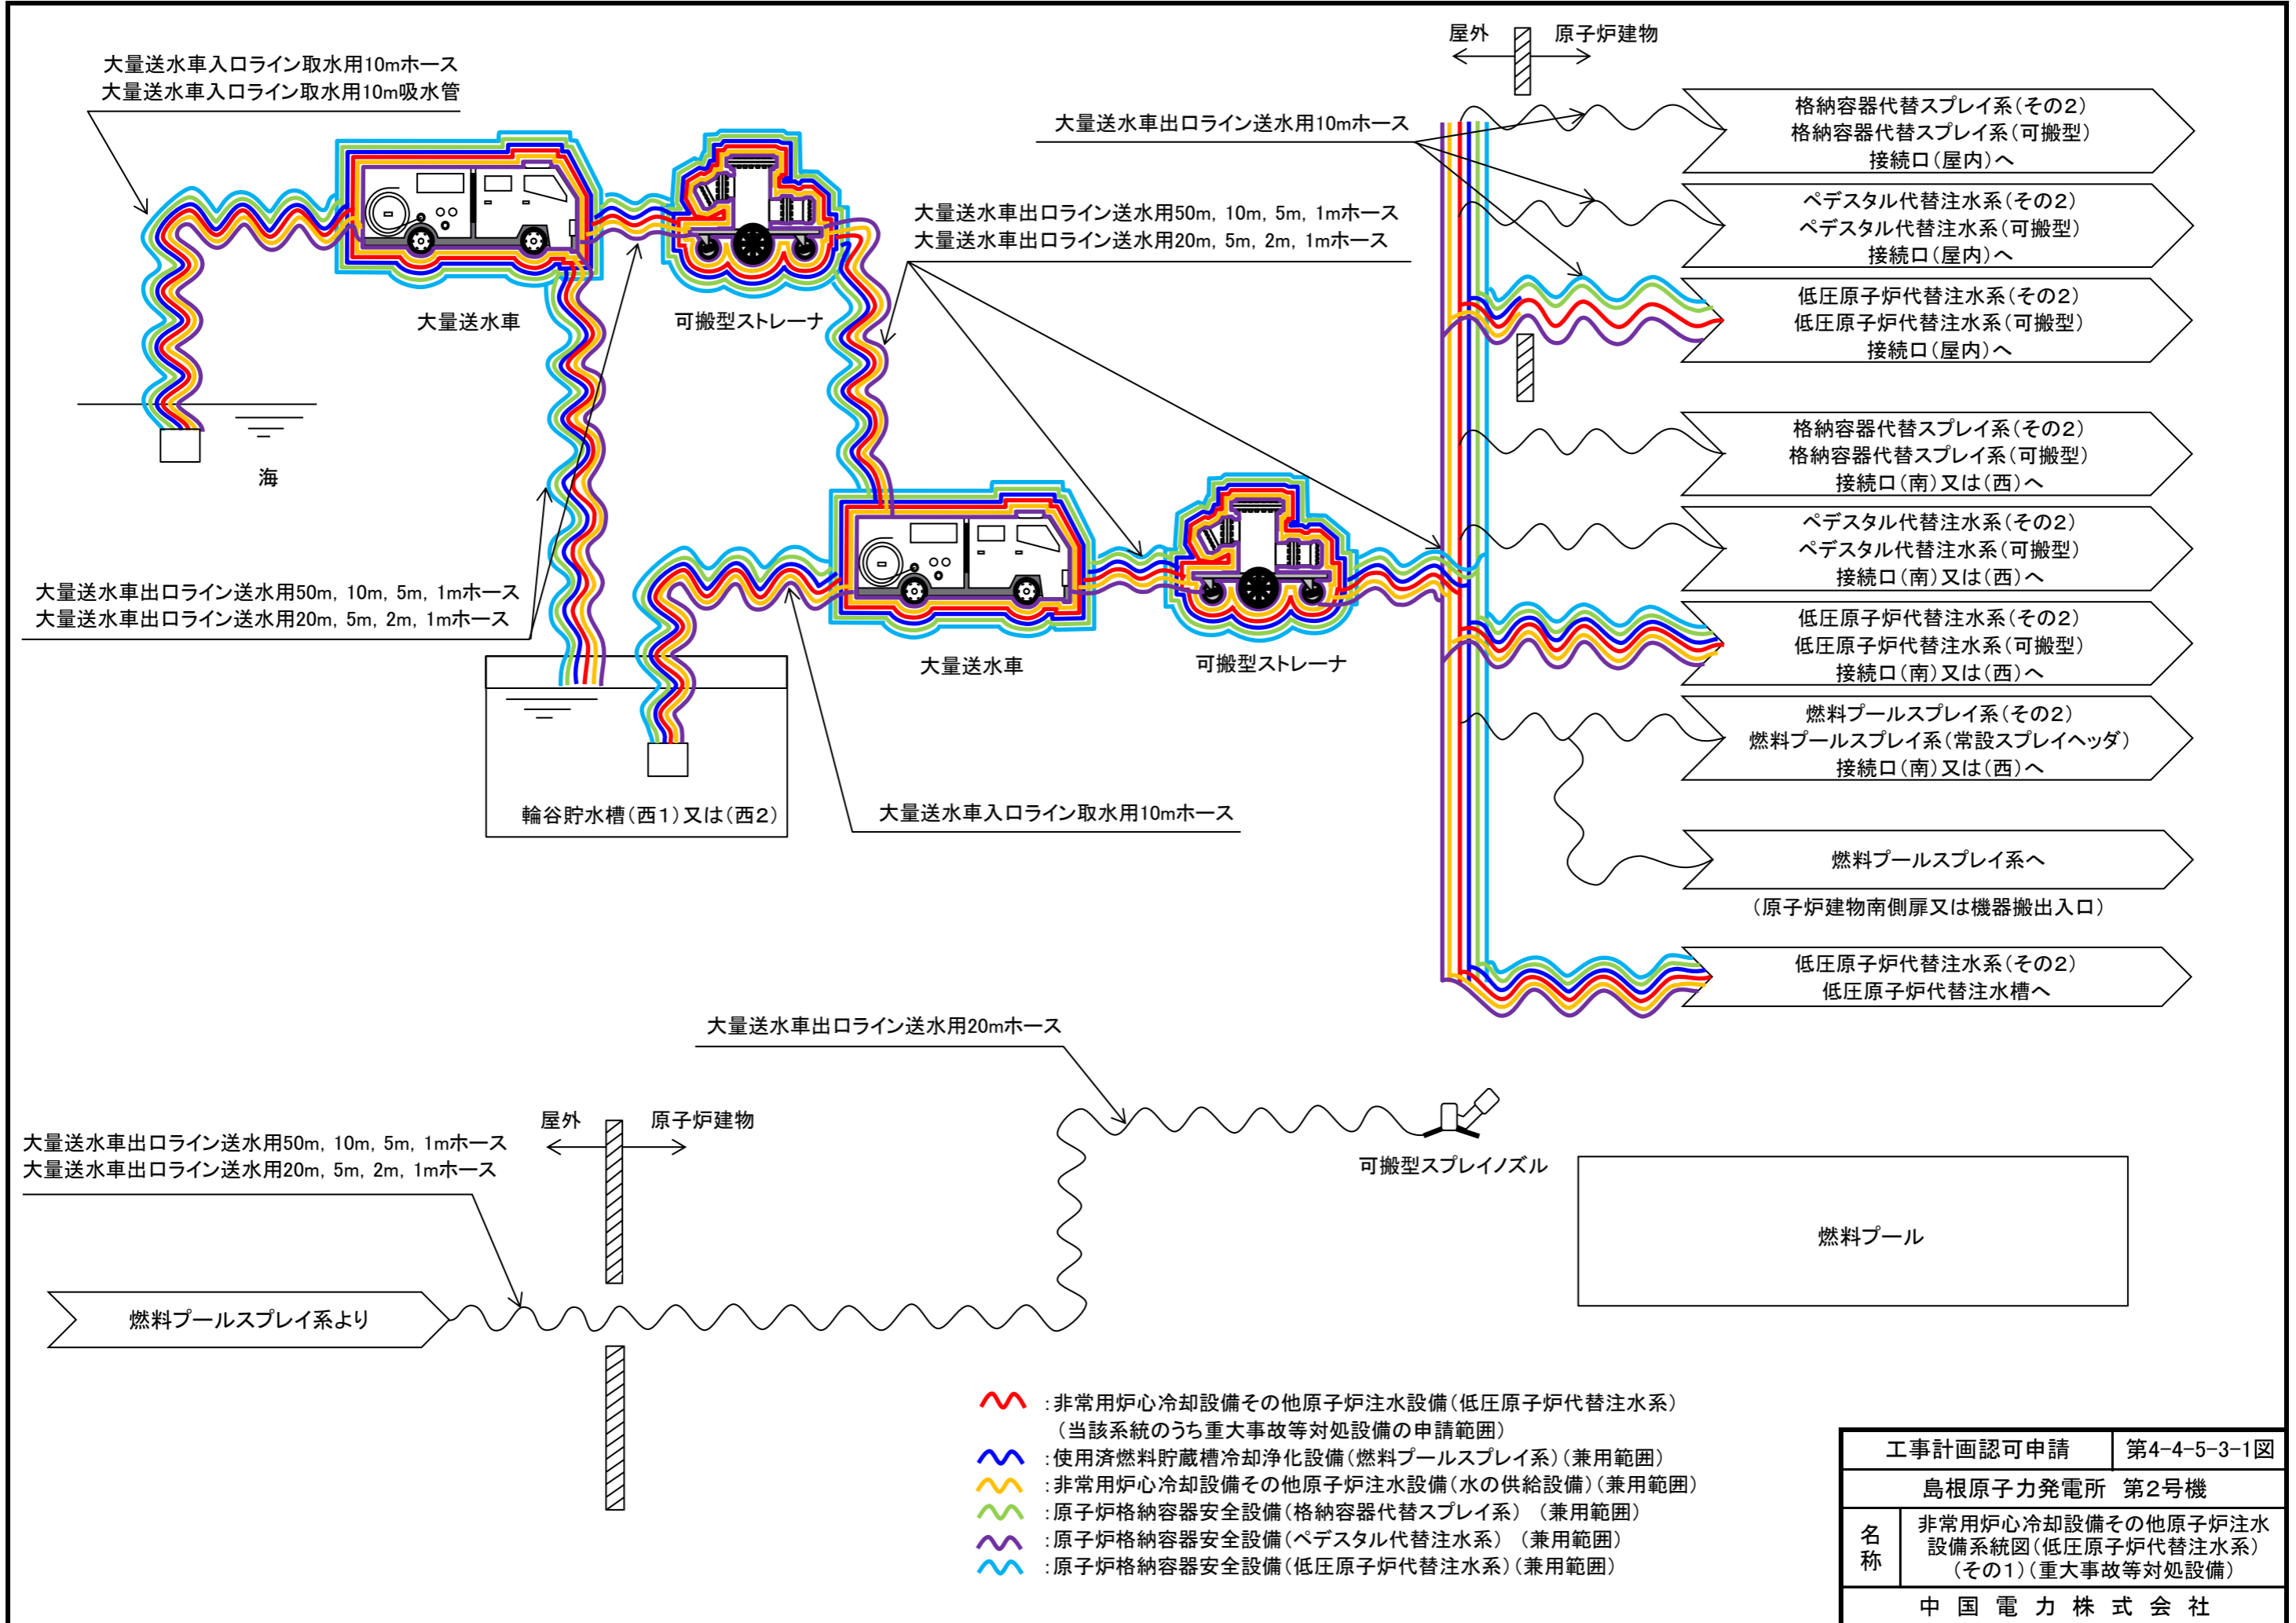 大量送水車入口ライン取水用10mホース
大量送水車入口ライン取水用10m吸水管
屋外
原子炉建物
大量送水車出口ライン送水用10mホース
格納容器代替スプレイ系(その2)
格納容器代替スプレイ系(可搬型)
接続口(屋内)へ
大量送水車出口ライン送水用50m, 10m, 5m, 1mホース
大量送水車出口ライン送水用20m, 5m, 2m, 1mホース
ペデスタル代替注水系(その2)
ペデスタル代替注水系(可搬型)
接続口(屋内)へ
大量送水車
可搬型ストレーナ
低圧原子炉代替注水系(その2)
低圧原子炉代替注水系(可搬型)
接続口(屋内)へ
海
格納容器代替スプレイ系(その2)
格納容器代替スプレイ系(可搬型)
接続口(南)又は(西)へ
ペデスタル代替注水系(その2)
ペデスタル代替注水系(可搬型)
接続口(南)又は(西)へ
大量送水車出口ライン送水用50m, 10m, 5m, 1mホース
大量送水車出口ライン送水用20m, 5m, 2m, 1mホース
大量送水車
可搬型ストレーナ
低圧原子炉代替注水系(その2)
低圧原子炉代替注水系(可搬型)
接続口(南)又は(西)へ
燃料プールスプレイ系(その2)
燃料プールスプレイ系(常設スプレイヘッダ)
接続口(南)又は(西)へ
輪谷貯水槽(西1)又は(西2)
大量送水車入口ライン取水用10mホース
燃料プールスプレイ系へ
(原子炉建物南側扉又は機器搬出入口)
低圧原子炉代替注水系(その2)
低圧原子炉代替注水槽へ
大量送水車出口ライン送水用20mホース
屋外
原子炉建物
大量送水車出口ライン送水用50m, 10m, 5m, 1mホース
大量送水車出口ライン送水用20m, 5m, 2m, 1mホース
可搬型スプレイノズル
燃料プール
燃料プールスプレイ系より
:非常用炉心冷却設備その他原子炉注水設備(低圧原子炉代替注水系)
(当該系統のうち重大事故等対処設備の申請範囲)
:使用済燃料貯蔵槽冷却浄化設備(燃料プールスプレイ系)(兼用範囲)
:非常用炉心冷却設備その他原子炉注水設備(水の供給設備)(兼用範囲)
:原子炉格納容器安全設備(格納容器代替スプレイ系) (兼用範囲)
:原子炉格納容器安全設備(ペデスタル代替注水系) (兼用範囲)
:原子炉格納容器安全設備(低圧原子炉代替注水系)(兼用範囲)
工事計画認可申請 第4-4-5-3-1図
島根原子力発電所 第2号機
名称
非常用炉心冷却設備その他原子炉注水
設備系統図(低圧原子炉代替注水系)
(その1)(重大事故等対処設備)
中国電力株式会社